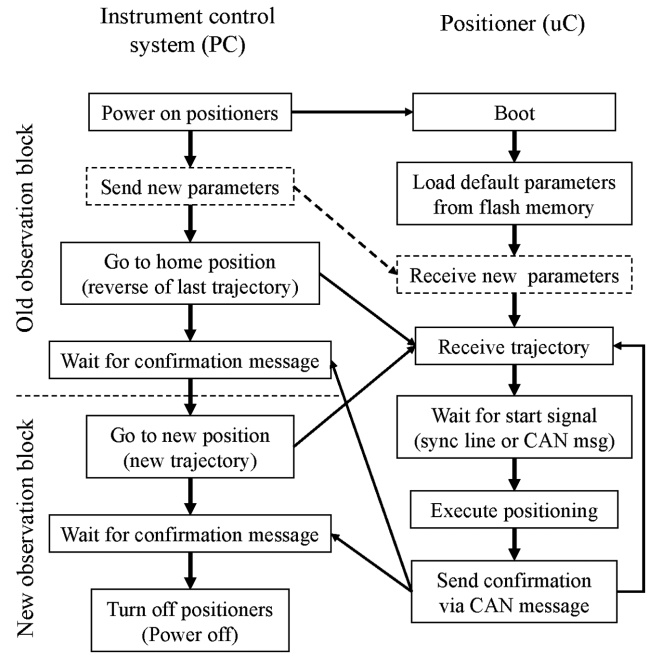 Instrument control
system (PC)
Positioner (uC)
Old observation block
New observation block
Power on positioners
Send new parameters
Go to home position
(reverse of last trajectory)
Wait for confirmation message
Go to new position
(new trajectory)
Wait for confirmation message
Turn off positioners
(Power off)
Boot
Load default parameters
from flash memory
Receive new parameters
Receive trajectory
Wait for start signal
(sync line or CAN msg)
Execute positioning
Send confirmation
via CAN message